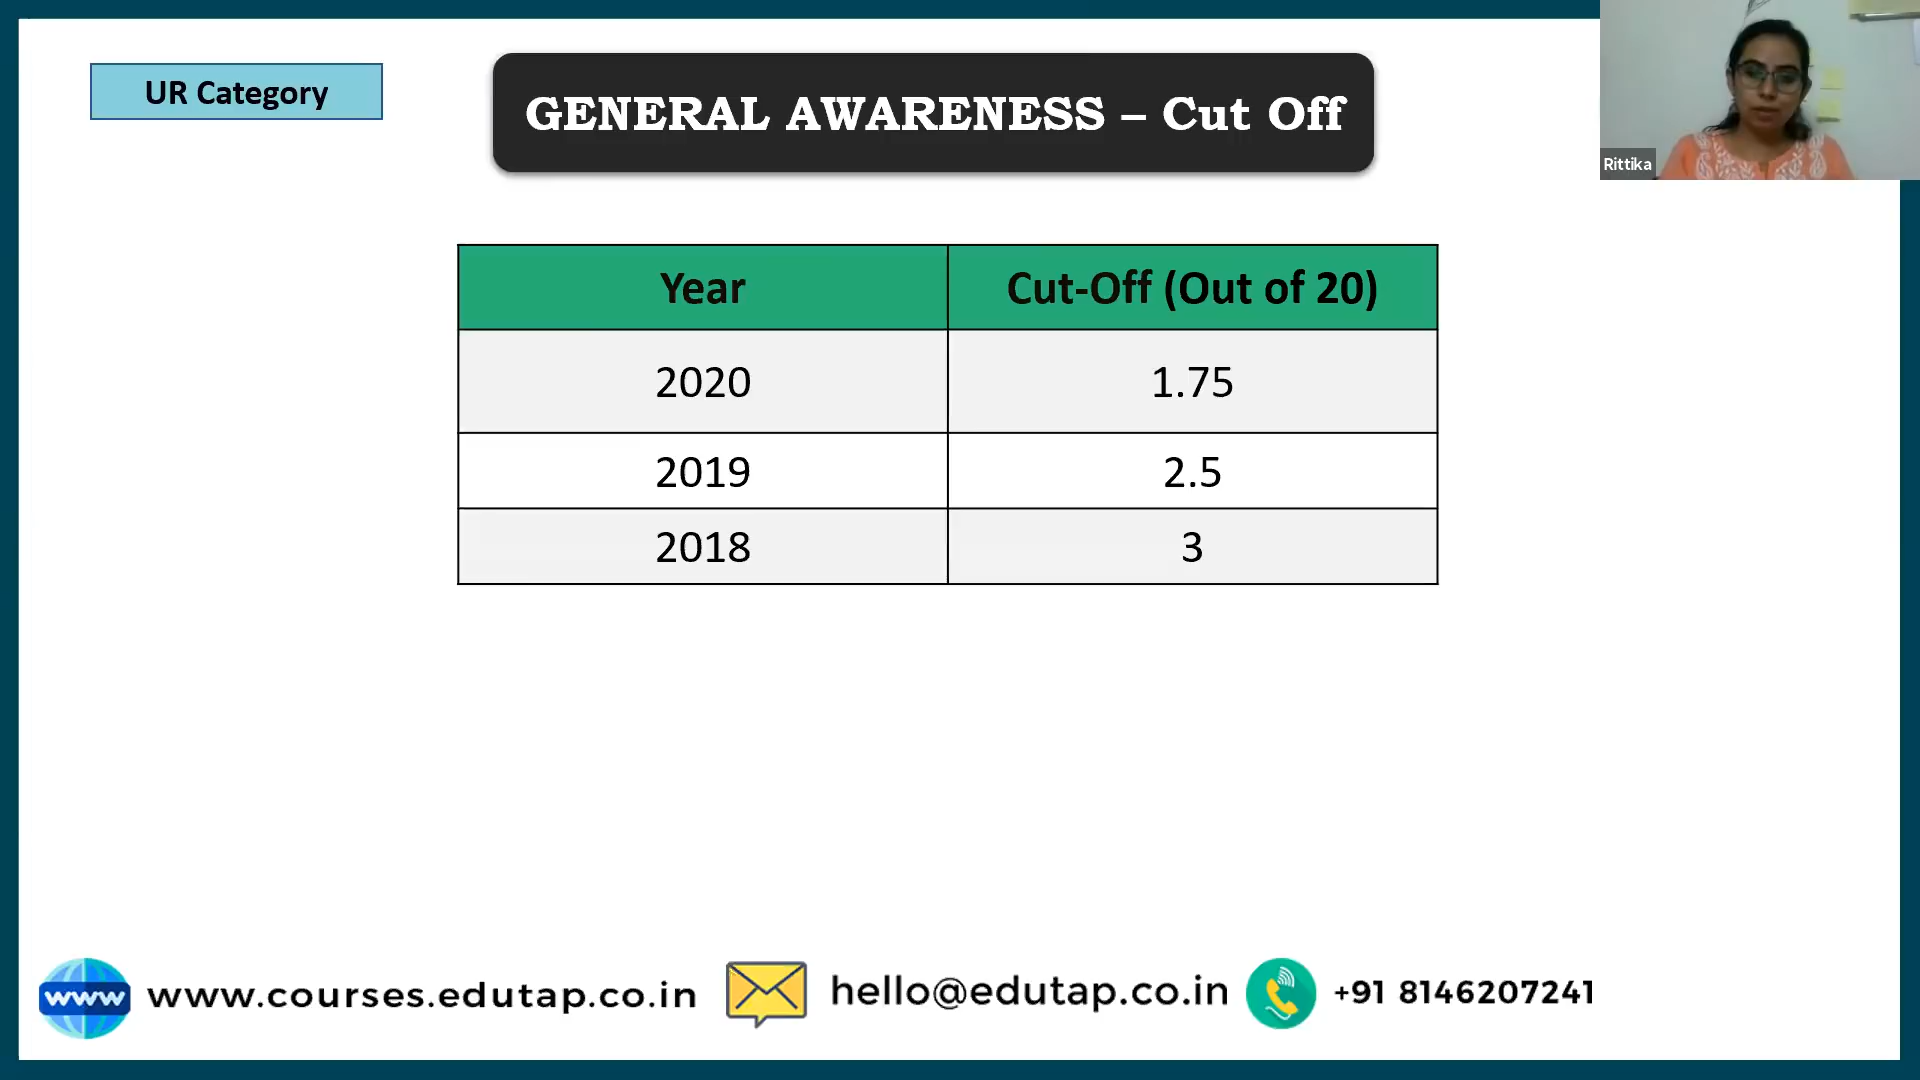 UR Category
GENERAL AWARENESS – Cut Off
Rittika
Year Cut-Off (Out of 20)
2020 1.75
2019 2.5
2018 3
www www.courses.edutap.co.in hello@edutap.co.in +91 8146207241